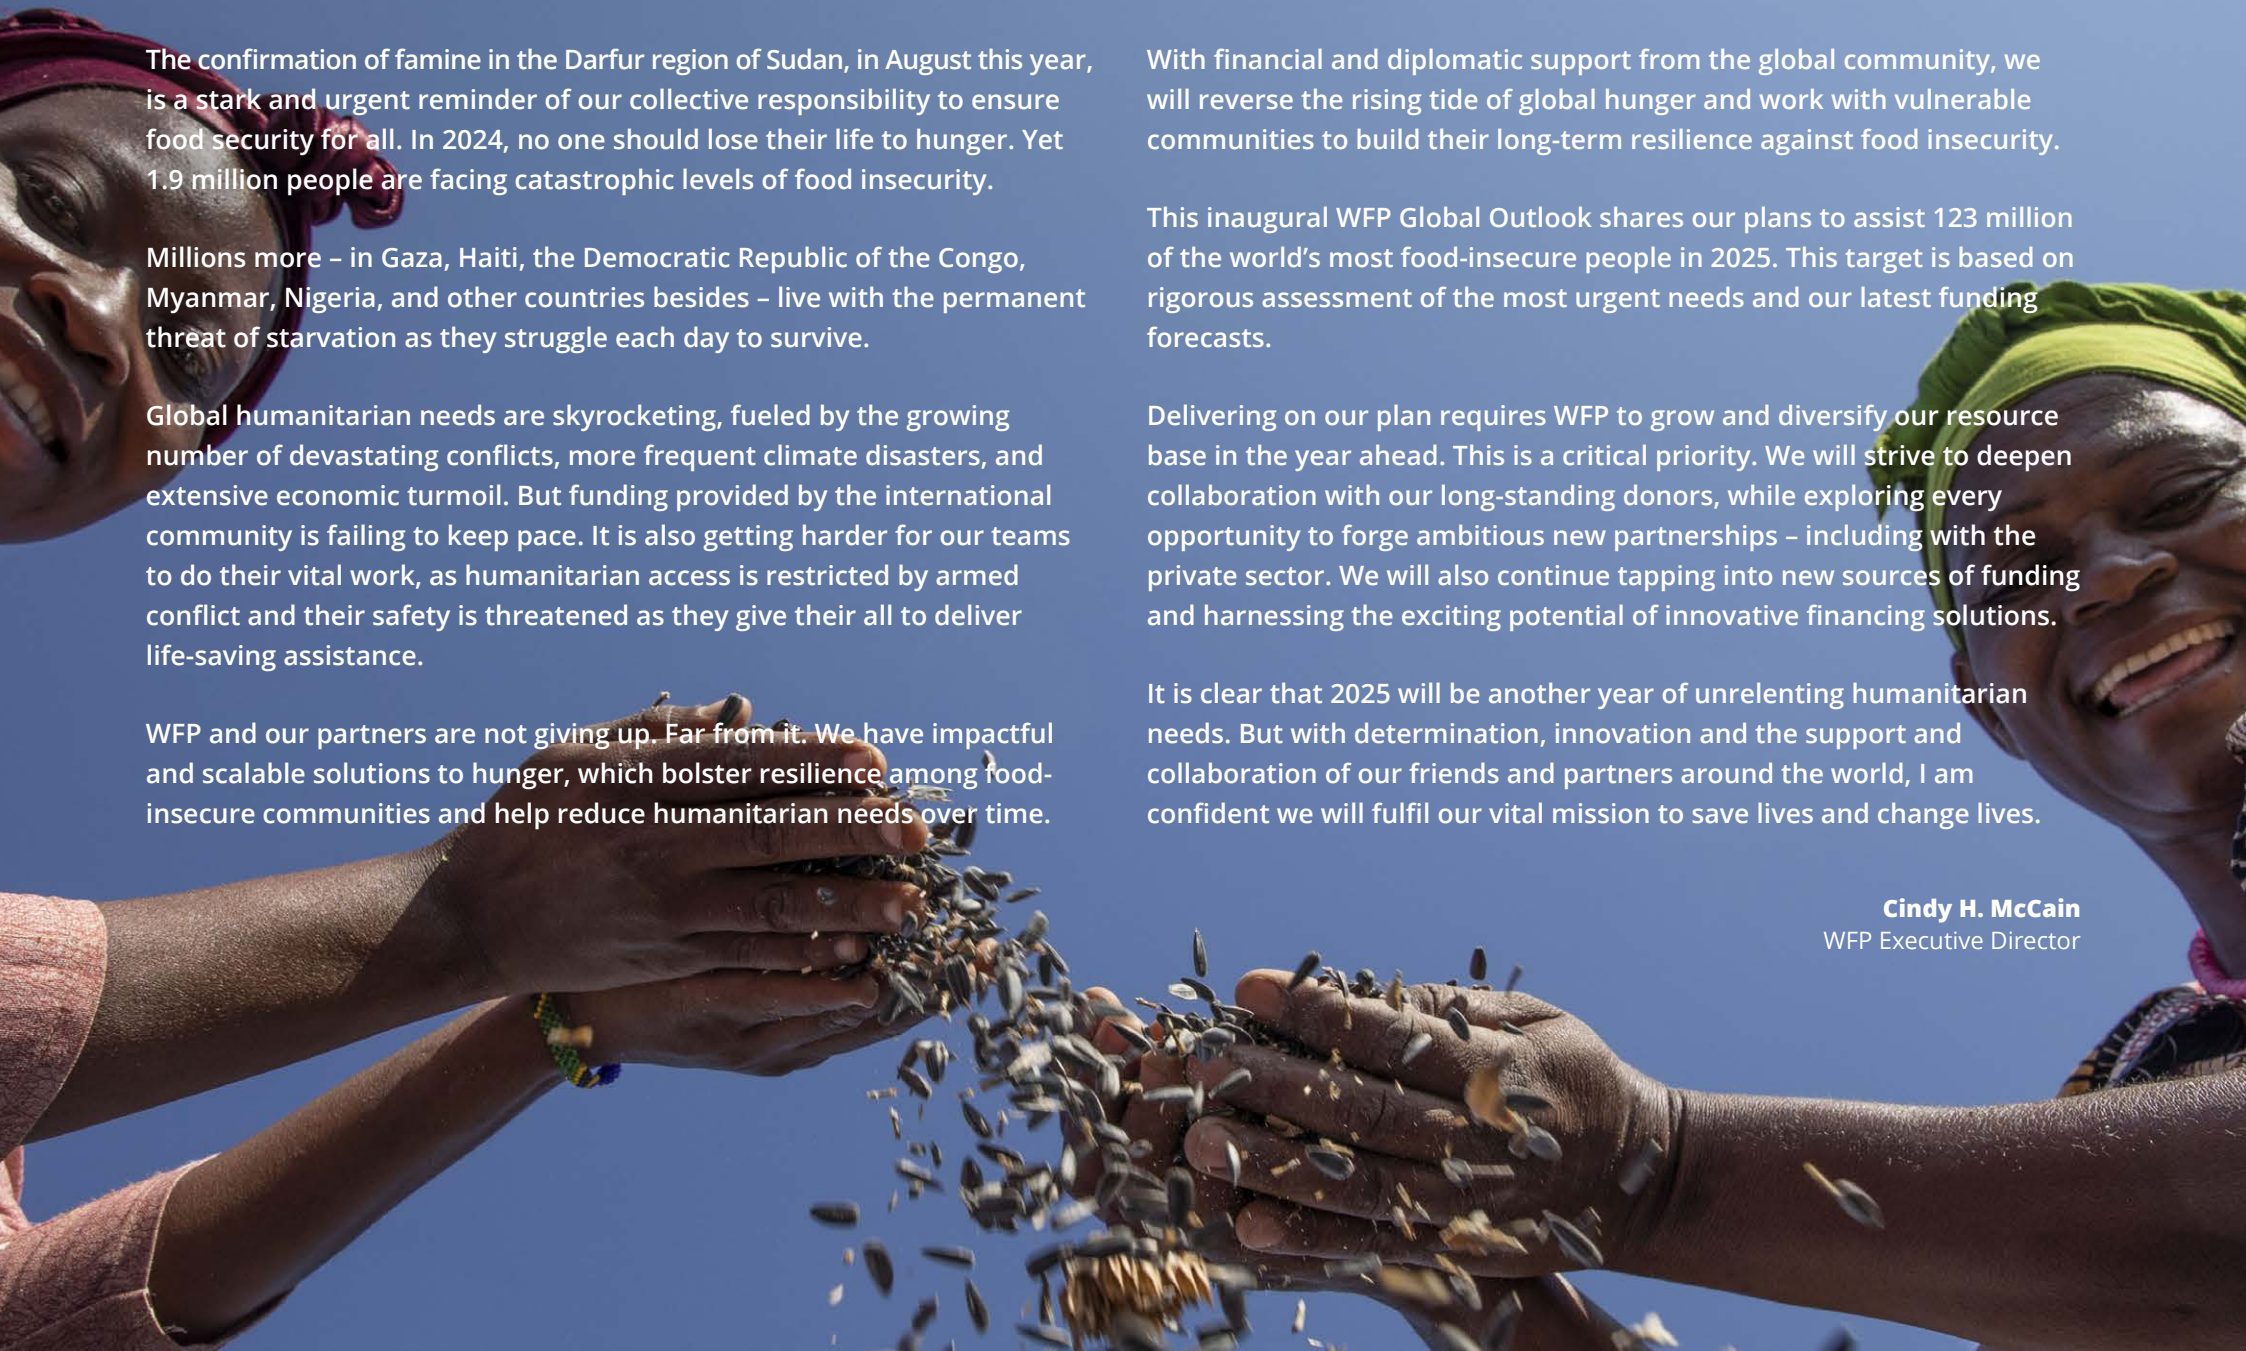 The confirmation of famine in the Darfur region of Sudan, in August this year,
is a stark and urgent reminder of our collective responsibility to ensure
food security for all. In 2024, no one should lose their life to hunger. Yet
1.9 million people are facing catastrophic levels of food insecurity.
Millions more – in Gaza, Haiti, the Democratic Republic of the Congo,
Myanmar, Nigeria, and other countries besides – live with the permanent
threat of starvation as they struggle each day to survive.
Global humanitarian needs are skyrocketing, fueled by the growing
number of devastating conflicts, more frequent climate disasters, and
extensive economic turmoil. But funding provided by the international
community is failing to keep pace. It is also getting harder for our teams
to do their vital work, as humanitarian access is restricted by armed
conflict and their safety is threatened as they give their all to deliver
life-saving assistance.
WFP and our partners are not giving up. Far from it. We have impactful
and scalable solutions to hunger, which bolster resilience among food-
insecure communities and help reduce humanitarian needs over time.
With financial and diplomatic support from the global community, we
will reverse the rising tide of global hunger and work with vulnerable
communities to build their long-term resilience against food insecurity.
This inaugural WFP Global Outlook shares our plans to assist 123 million
of the world’s most food-insecure people in 2025. This target is based on
rigorous assessment of the most urgent needs and our latest funding
forecasts.
Delivering on our plan requires WFP to grow and diversify our resource
base in the year ahead. This is a critical priority. We will strive to deepen
collaboration with our long-standing donors, while exploring every
opportunity to forge ambitious new partnerships – including with the
private sector. We will also continue tapping into new sources of funding
and harnessing the exciting potential of innovative financing solutions.
It is clear that 2025 will be another year of unrelenting humanitarian
needs. But with determination, innovation and the support and
collaboration of our friends and partners around the world, I am
confident we will fulfil our vital mission to save lives and change lives.
Cindy H. McCain
WFP Executive Director